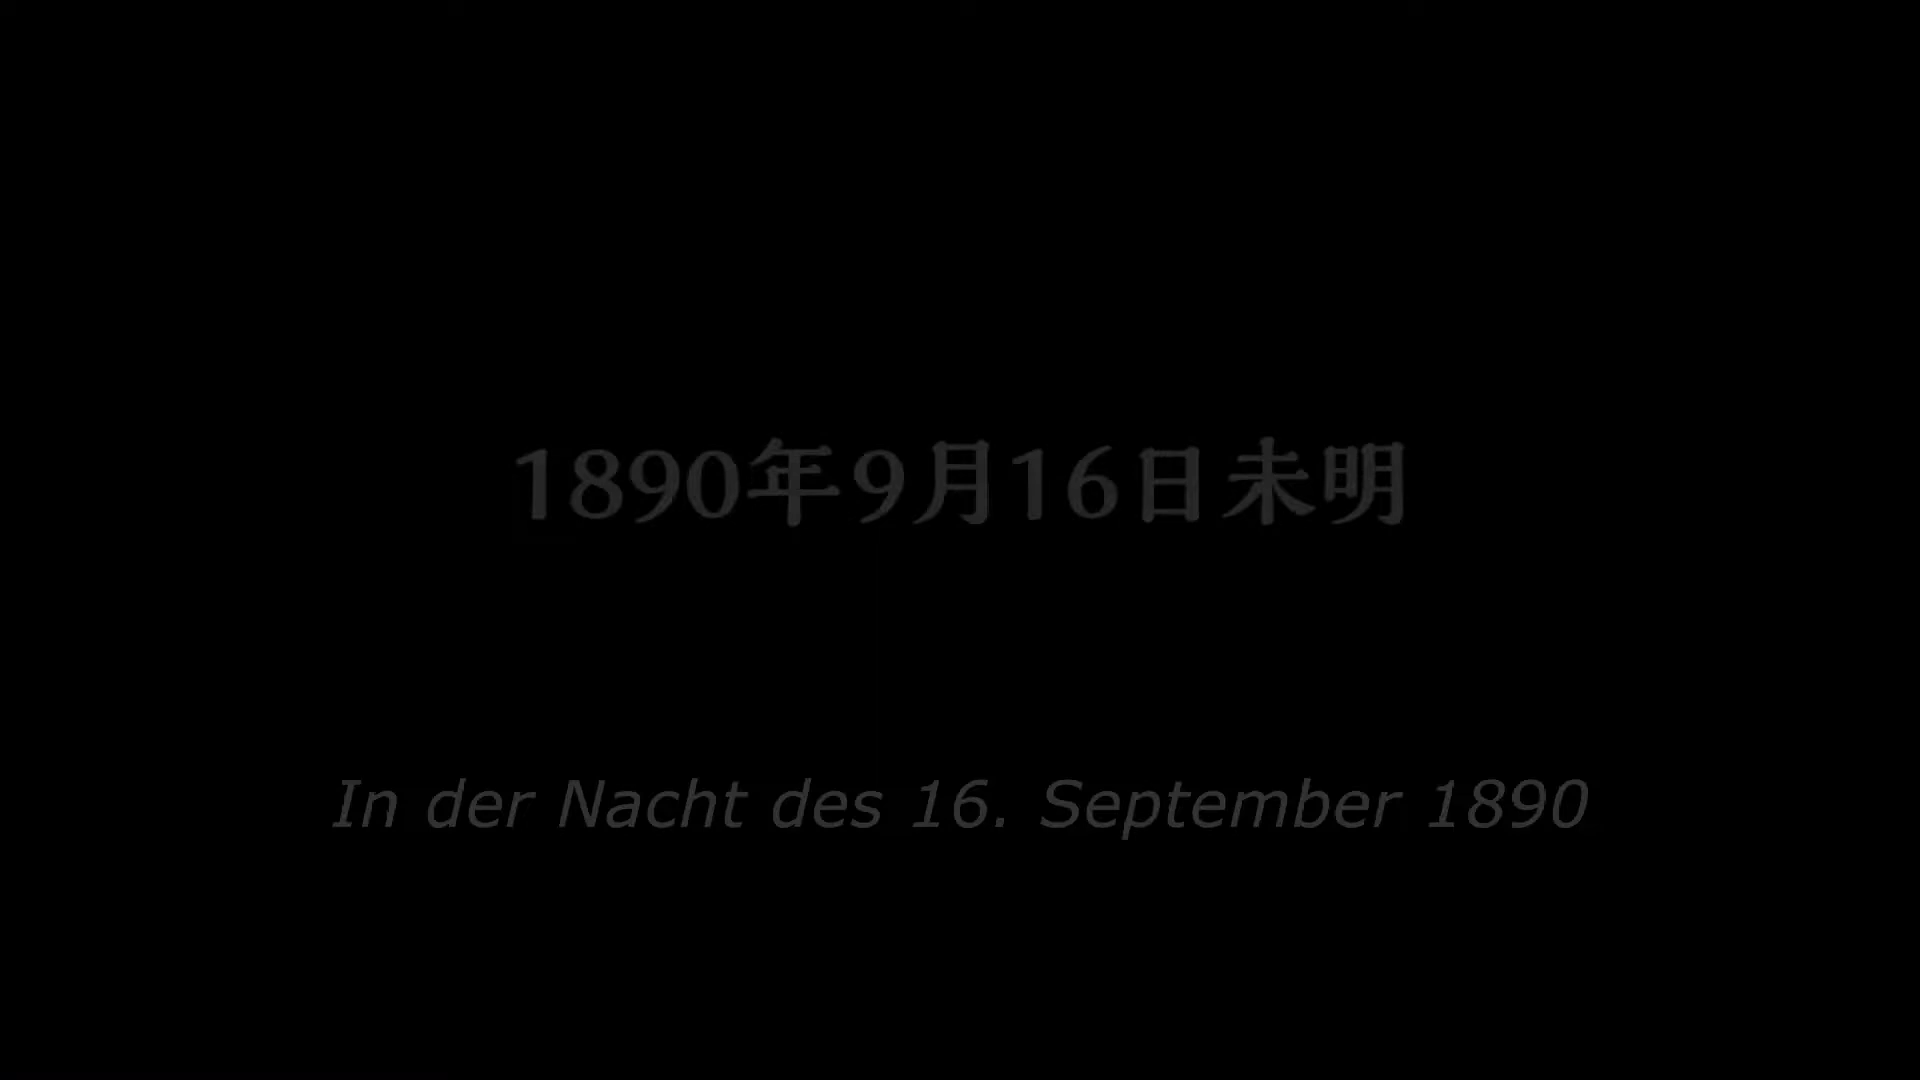 1890年9月16日未明
In der Nacht des 16. September 1890